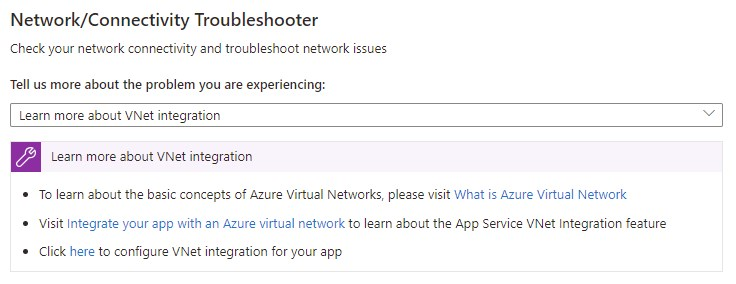 Network/Connectivity Troubleshooter
Check your network connectivity and troubleshoot network issues
Tell us more about the problem you are experiencing:
Learn more about VNet integration
Learn more about VNet integration
• To learn about the basic concepts of Azure Virtual Networks, please visit What is Azure Virtual Network
• Visit Integrate your app with an Azure virtual network to learn about the App Service VNet Integration feature
• Click here to configure VNet integration for your app